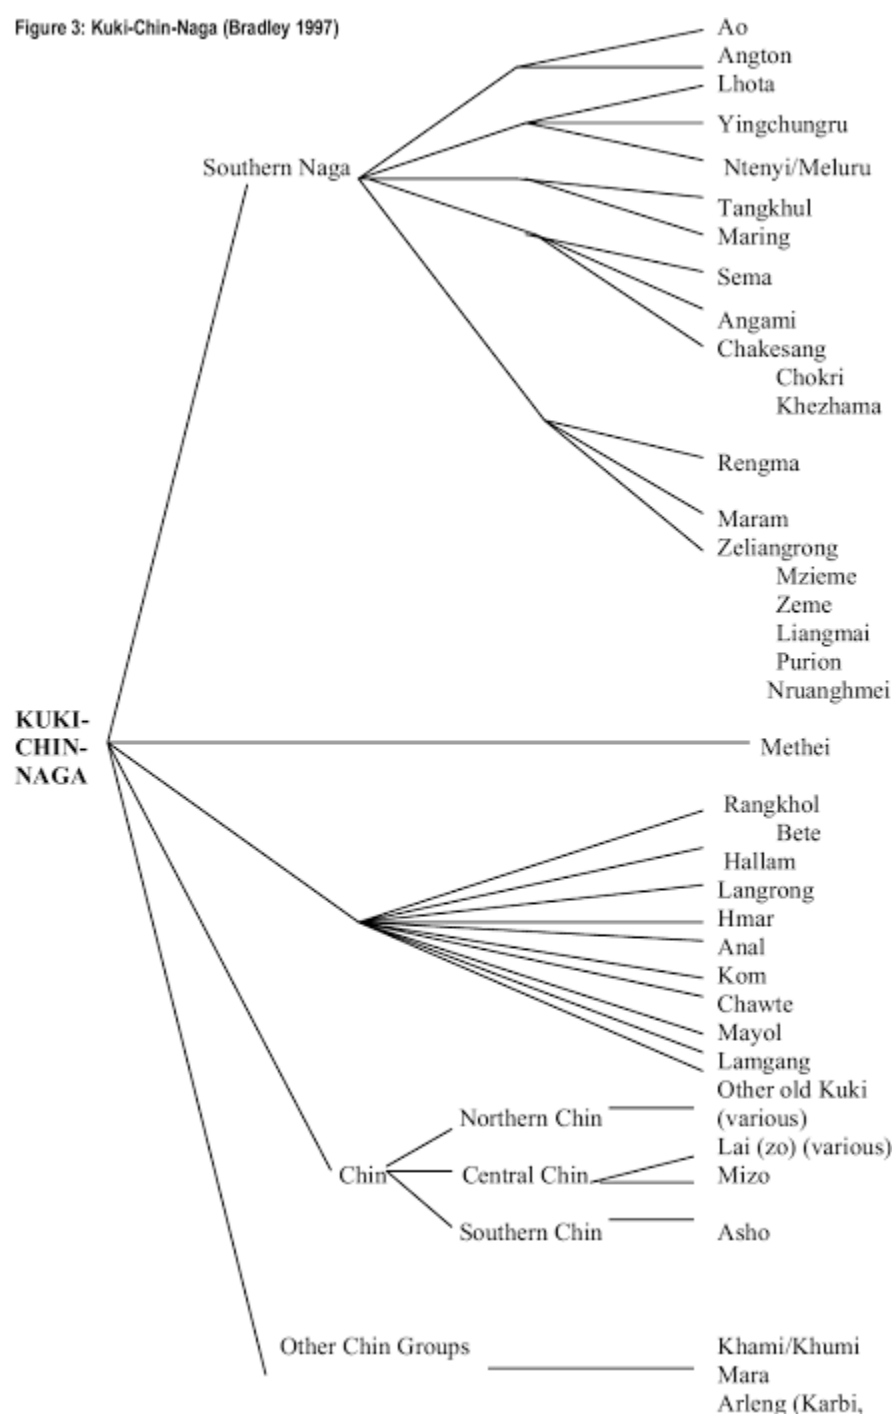 Figure 3: Kuki-Chin-Naga (Bradley 1997)
Ao
Angton
Lhota
Yingchungru
Southern Naga
Ntenyi/Meluru
Tangkhul
Maring
Sema
Angami
Chakesang
Chokri
Khezhama
Rengma
Maram
Zeliangrong
Mzieme
Zeme
Liangmai
Purion
Nruanghmei
KUKI-
CHIN-
NAGA
Methei
Rangkhol
Bete
Hallam
Langrong
Hmar
Anal
Kom
Chawte
Mayol
Lamgang
Other old Kuki
Northern Chin
(various)
Lai (zo) (various)
Chin
Central Chin
Mizo
Southern Chin
Asho
Other Chin Groups
Khami/Khumi
Mara
Arleng (Karbi,